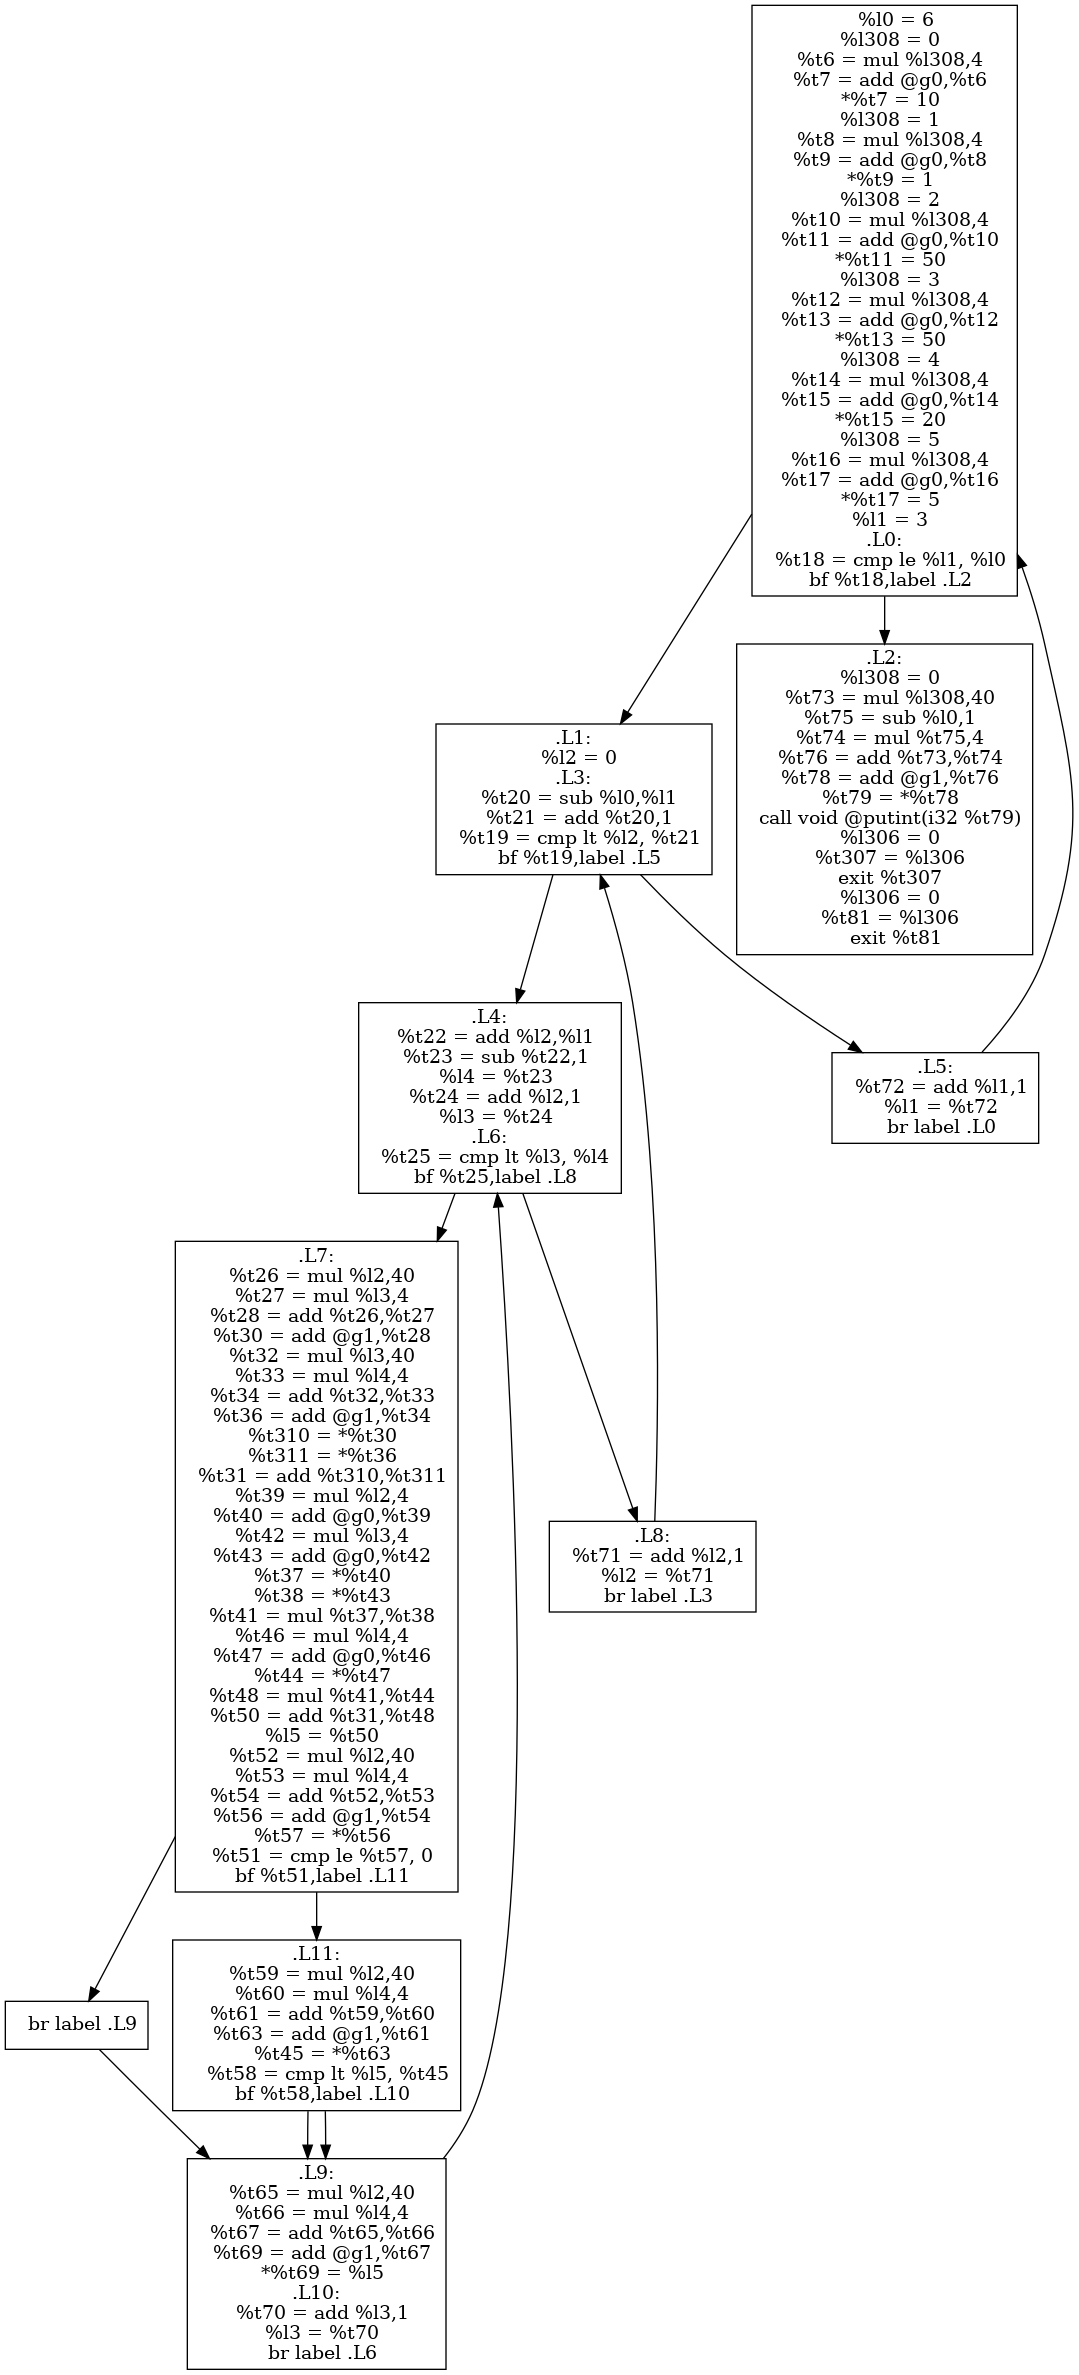 %l0 = 6
%l308 = 0
%t6 = mul %l308,4
%t7 = add @g0,%t6
*%t7 = 10
%l308 = 1
%t8 = mul %l308,4
%t9 = add @g0,%t8
*%t9 = 1
%l308 = 2
%t10 = mul %l308,4
%t11 = add @g0,%t10
*%t11 = 50
%l308 = 3
%t12 = mul %l308,4
%t13 = add @g0,%t12
*%t13 = 50
%l308 = 4
%t14 = mul %l308,4
%t15 = add @g0,%t14
*%t15 = 20
%l308 = 5
%t16 = mul %l308,4
%t17 = add @g0,%t16
*%t17 = 5
%l1 = 3
.L0:
%t18 = cmp le %l1, %l0
bf %t18,label .L2
.L2:
%l308 = 0
%t73 = mul %l308,40
%t75 = sub %l0,1
%t74 = mul %t75,4
%t76 = add %t73,%t74
%t78 = add @g1,%t76
%t79 = *%t78
call void @putint(i32 %t79)
%l306 = 0
%t307 = %l306
exit %t307
%l306 = 0
%t81 = %l306
exit %t81
.L1:
%l2 = 0
.L3:
%t20 = sub %l0,%l1
%t21 = add %t20,1
%t19 = cmp lt %l2, %t21
bf %t19,label .L5
.L4:
%t22 = add %l2,%l1
%t23 = sub %t22,1
%l4 = %t23
%t24 = add %l2,1
%l3 = %t24
.L6:
%t25 = cmp lt %l3, %l4
bf %t25,label .L8
.L5:
%t72 = add %l1,1
%l1 = %t72
br label .L0
.L7:
%t26 = mul %l2,40
%t27 = mul %l3,4
%t28 = add %t26,%t27
%t30 = add @g1,%t28
%t32 = mul %l3,40
%t33 = mul %l4,4
%t34 = add %t32,%t33
%t36 = add @g1,%t34
%t310 = *%t30
%t311 = *%t36
%t31 = add %t310,%t311
%t39 = mul %l2,4
%t40 = add @g0,%t39
%t42 = mul %l3,4
%t43 = add @g0,%t42
%t37 = *%t40
%t38 = *%t43
%t41 = mul %t37,%t38
%t46 = mul %l4,4
%t47 = add @g0,%t46
%t44 = *%t47
%t48 = mul %t41,%t44
%t50 = add %t31,%t48
%l5 = %t50
%t52 = mul %l2,40
%t53 = mul %l4,4
%t54 = add %t52,%t53
%t56 = add @g1,%t54
%t57 = *%t56
%t51 = cmp le %t57, 0
bf %t51,label .L11
.L8:
%t71 = add %l2,1
%l2 = %t71
br label .L3
br label .L9
.L11:
%t59 = mul %l2,40
%t60 = mul %l4,4
%t61 = add %t59,%t60
%t63 = add @g1,%t61
%t45 = *%t63
%t58 = cmp lt %l5, %t45
bf %t58,label .L10
.L9:
%t65 = mul %l2,40
%t66 = mul %l4,4
%t67 = add %t65,%t66
%t69 = add @g1,%t67
*%t69 = %l5
.L10:
%t70 = add %l3,1
%l3 = %t70
br label .L6